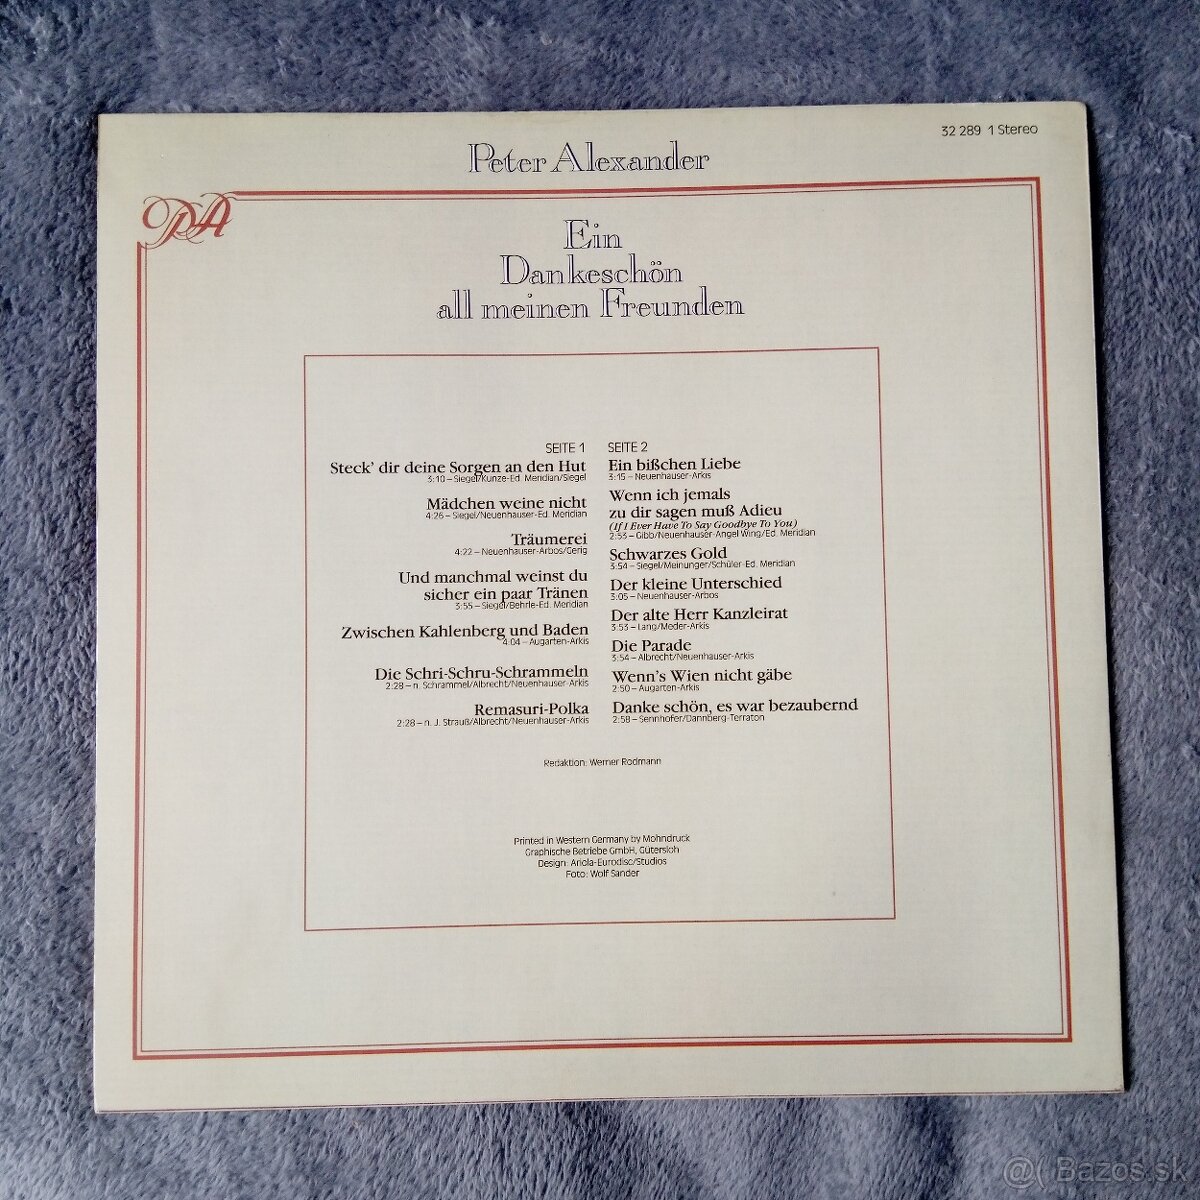 32 289 1 Stereo
Peter Alexander
PA
Ein
Dankeschön
all meinen Freunden
SEITE 1
Steck' dir deine Sorgen an den Hut
3:10 – Siegel/Kunze-Ed. Meridian/Siegel
Mädchen weine nicht
4:26 – Siegel/Neuenhauser-Ed. Meridian
Träumerei
4:22 – Neuenhauser-Arbos/Gerig
Und manchmal weinst du
sicher ein paar Tränen
3:55 – Siegel/Behrle-Ed. Meridian
Zwischen Kahlenberg und Baden
4:04 – Augarten-Arkis
Die Schri-Schru-Schrammeln
2:28 – n. Schrammel/Albrecht/Neuenhauser-Arkis
Remasuri-Polka
2:28 – n. J. Strauß/Albrecht/Neuenhauser-Arkis
SEITE 2
Ein bißchen Liebe
3:15 – Neuenhauser-Arkis
Wenn ich jemals
zu dir sagen muß Adieu
(If I Ever Have To Say Goodbye To You)
2:53 – Gibb/Neuenhauser-Angel Wing/Ed. Meridian
Schwarzes Gold
3:54 – Siegel/Meinunger/Schüler-Ed. Meridian
Der kleine Unterschied
3:05 – Neuenhauser-Arbos
Der alte Herr Kanzleirat
3:53 – Lang/Meder-Arkis
Die Parade
3:54 – Albrecht/Neuenhauser-Arkis
Wenn's Wien nicht gäbe
2:50 – Augarten-Arkis
Danke schön, es war bezaubernd
2:58 – Sennhofer/Dannberg-Terraton
Redaktion: Werner Rodmann
Printed in Western Germany by Mohndruck
Graphische Betriebe GmbH, Gütersloh
Design: Ariola-Eurodisc/Studios
Foto: Wolf Sander
@( Bazos.sk